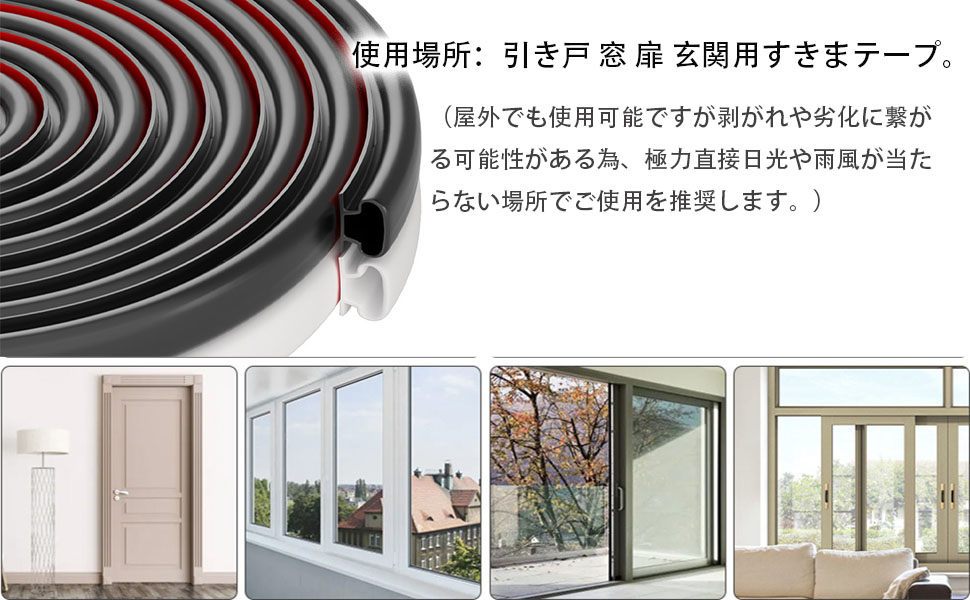 使用場所：引き戸 窓 扉 玄関用すきまテープ。
（屋外でも使用可能ですが剥がれや劣化に繋が
る可能性がある為、極力直接日光や雨風が当た
らない場所でご使用を推奨します。）